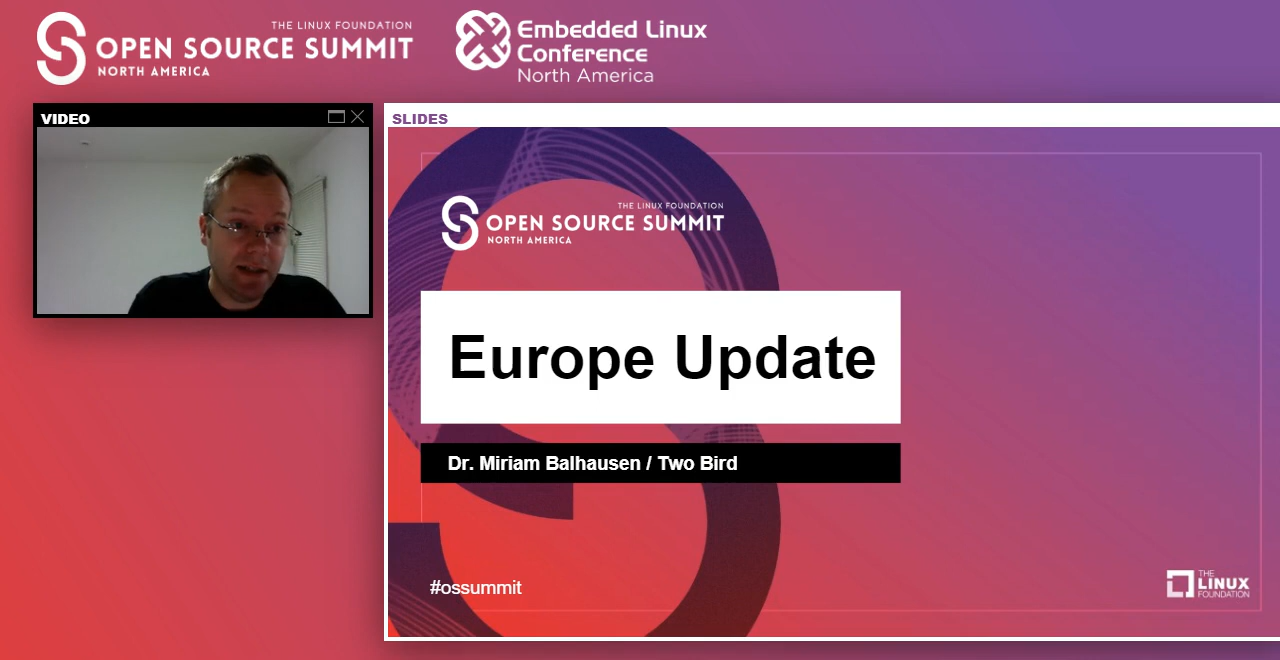 THE LINUX FOUNDATION
OPEN SOURCE SUMMIT
NORTH AMERICA
Embedded Linux
Conference
North America
VIDEO
SLIDES
THE LINUX FOUNDATION
OPEN SOURCE SUMMIT
NORTH AMERICA
Europe Update
Dr. Miriam Balhausen / Two Bird
#ossummit
THE
LINUX
FOUNDATION